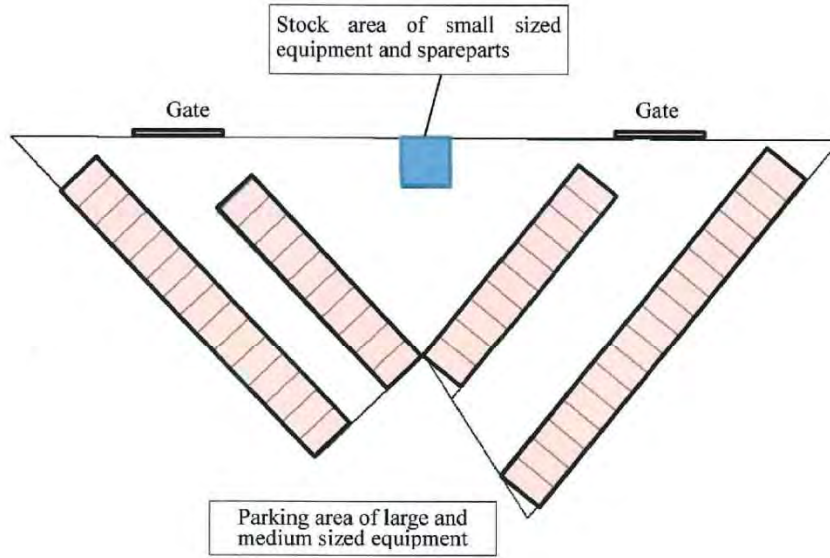 Stock area of small sized
equipment and spareparts
Gate
Gate
Parking area of large and
medium sized equipment